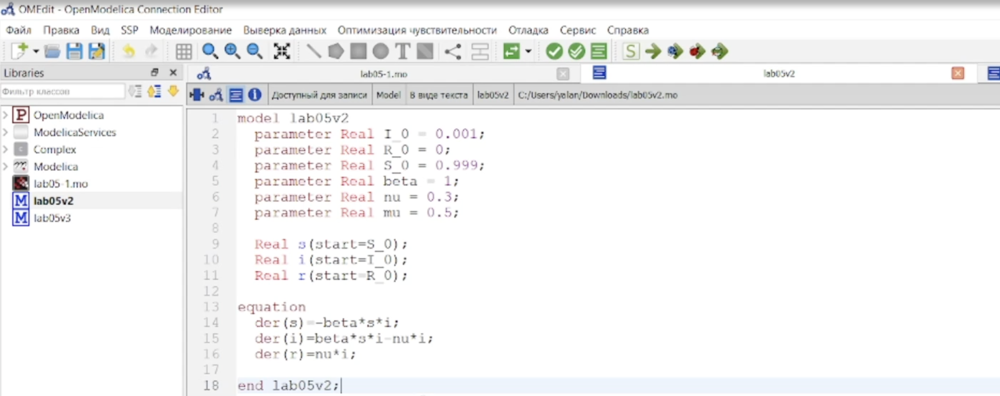 OMEdit - OpenModelica Connection Editor
Файл Правка Вид SSP Моделирование Выверка данных Оптимизация чувствительности Отладка Сервис Справка
Libraries
lab05-1.mo
lab05v2
Фильтр классов
Доступный для записи Model В виде текста lab05v2 C:/Users/yalan/Downloads/lab05v2.mo
OpenModelica
ModelicaServices
Complex
Modelica
lab05-1.mo
lab05v2
lab05v3
1 model lab05v2
2 parameter Real I_0 = 0.001;
3 parameter Real R_0 = 0;
4 parameter Real S_0 = 0.999;
5 parameter Real beta = 1;
6 parameter Real nu = 0.3;
7 parameter Real mu = 0.5;
8
9 Real s(start=S_0);
10 Real i(start=I_0);
11 Real r(start=R_0);
12
13 equation
14 der(s)=-beta*s*i;
15 der(i)=beta*s*i-nu*i;
16 der(r)=nu*i;
17
18 end lab05v2;